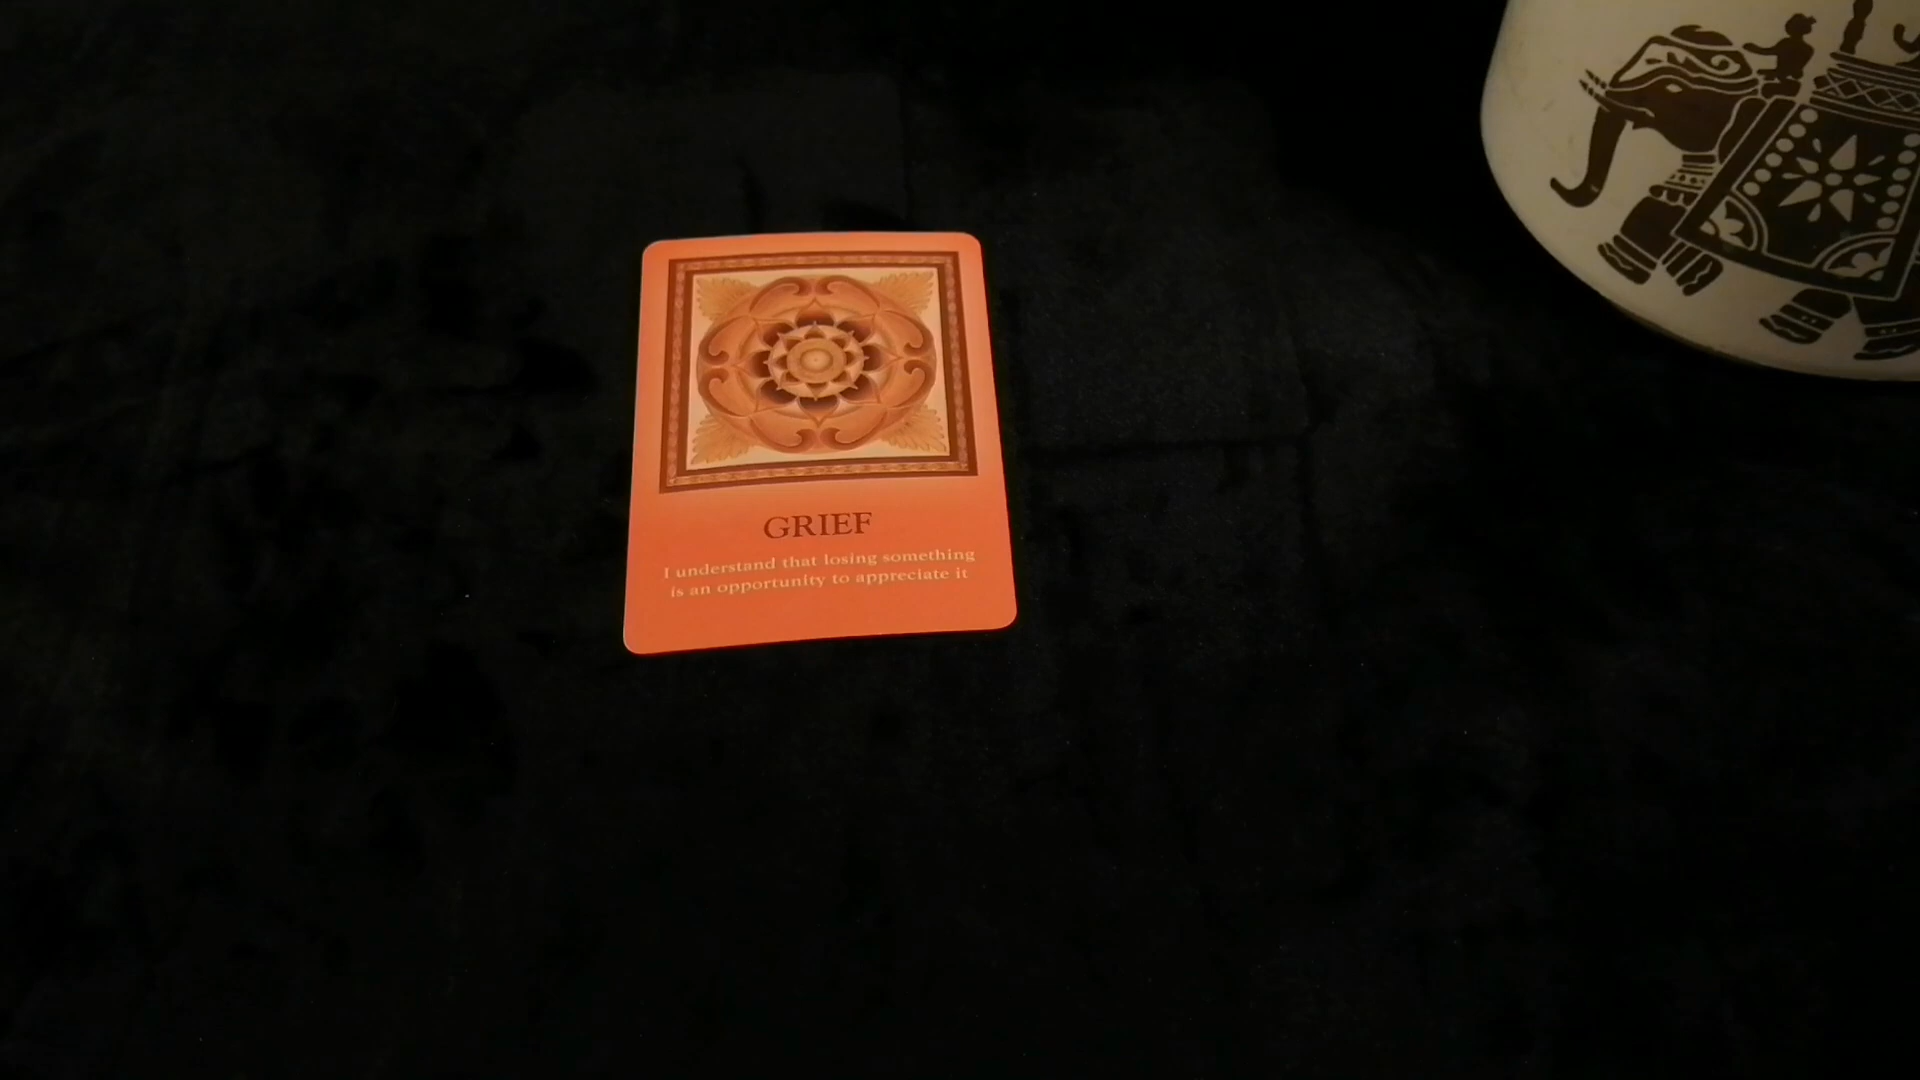 GRIEF
I understand that losing something
is an opportunity to appreciate it